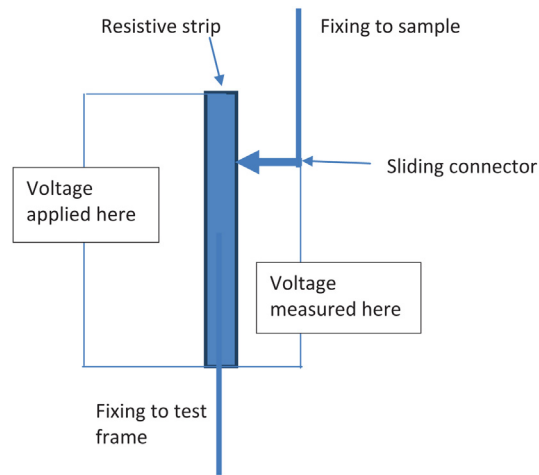 Resistive strip
Fixing to sample
Sliding connector
Voltage
applied here
Voltage
measured here
Fixing to test
frame